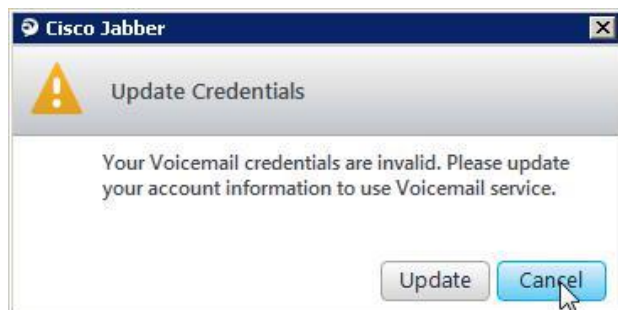 Cisco Jabber
Update Credentials
Your Voicemail credentials are invalid. Please update
your account information to use Voicemail service.
Update Cancel